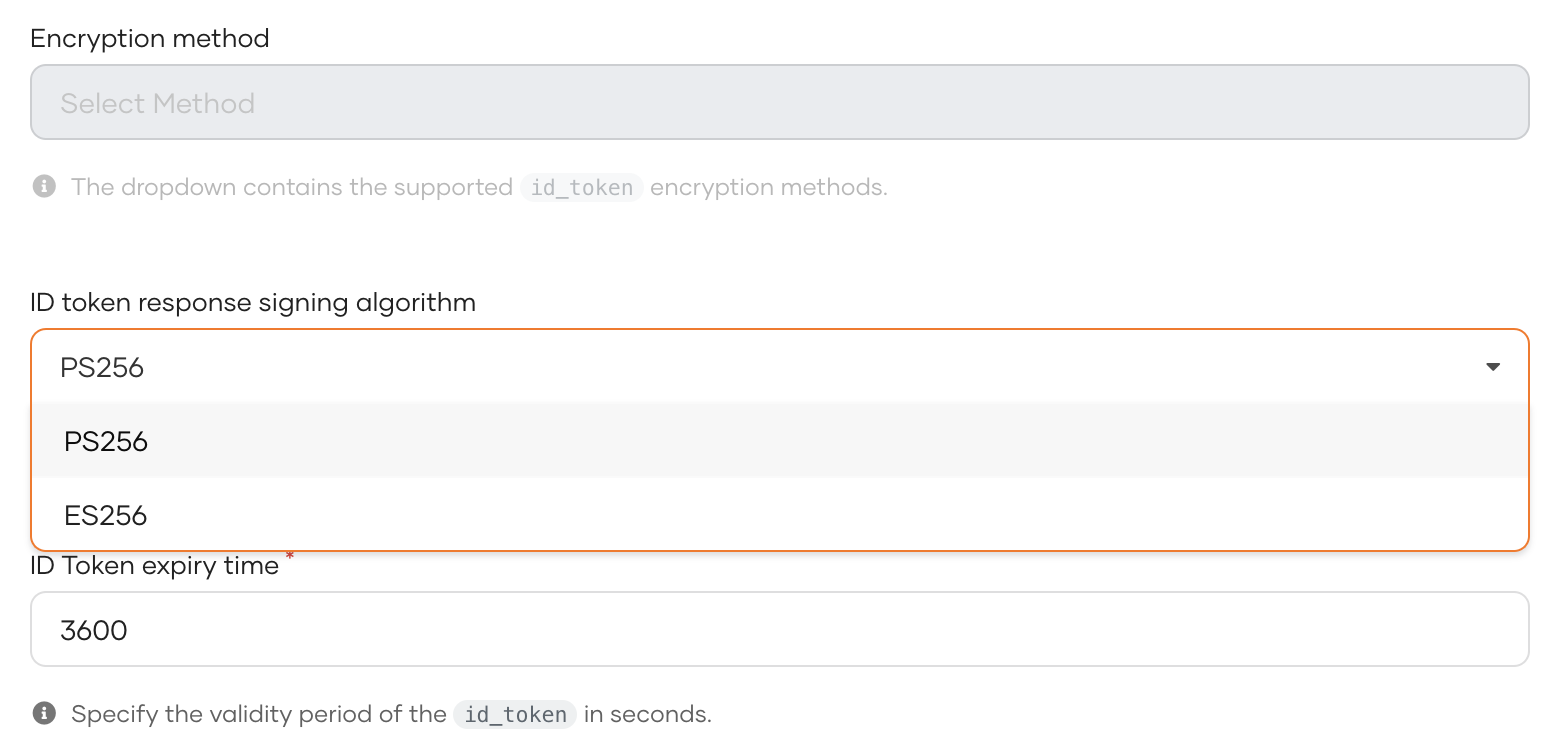 Encryption method
Select Method
The dropdown contains the supported id_token encryption methods.
ID token response signing algorithm
PS256
PS256
ES256
ID Token expiry time *
3600
Specify the validity period of the id_token in seconds.